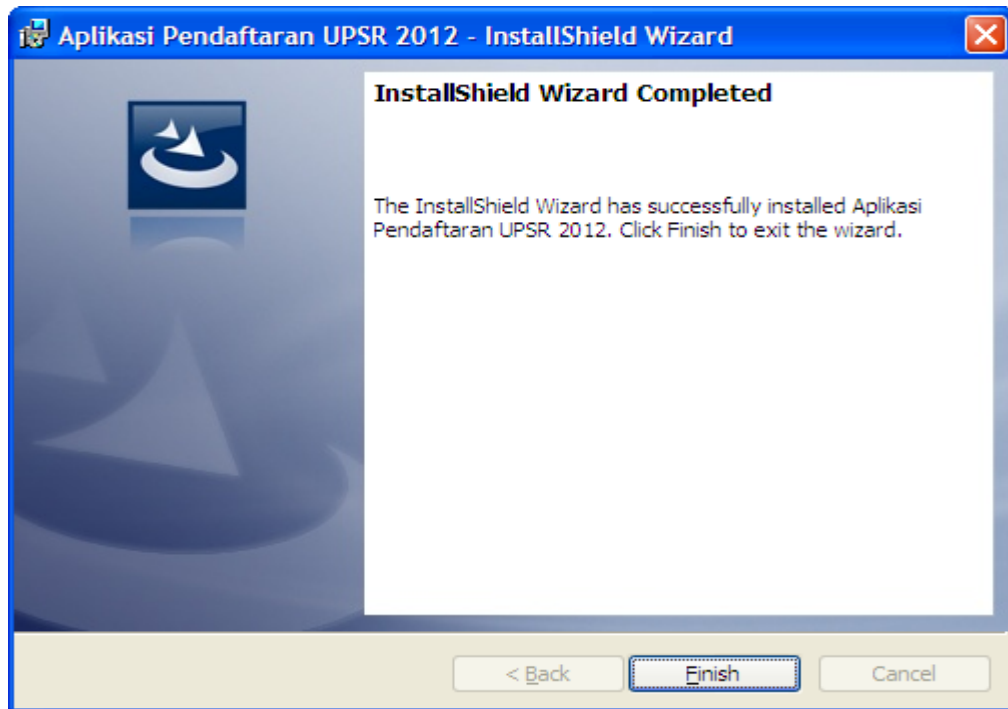 Aplikasi Pendaftaran UPSR 2012 - InstallShield Wizard
InstallShield Wizard Completed
The InstallShield Wizard has successfully installed Aplikasi
Pendaftaran UPSR 2012. Click Finish to exit the wizard.
< Back Finish Cancel